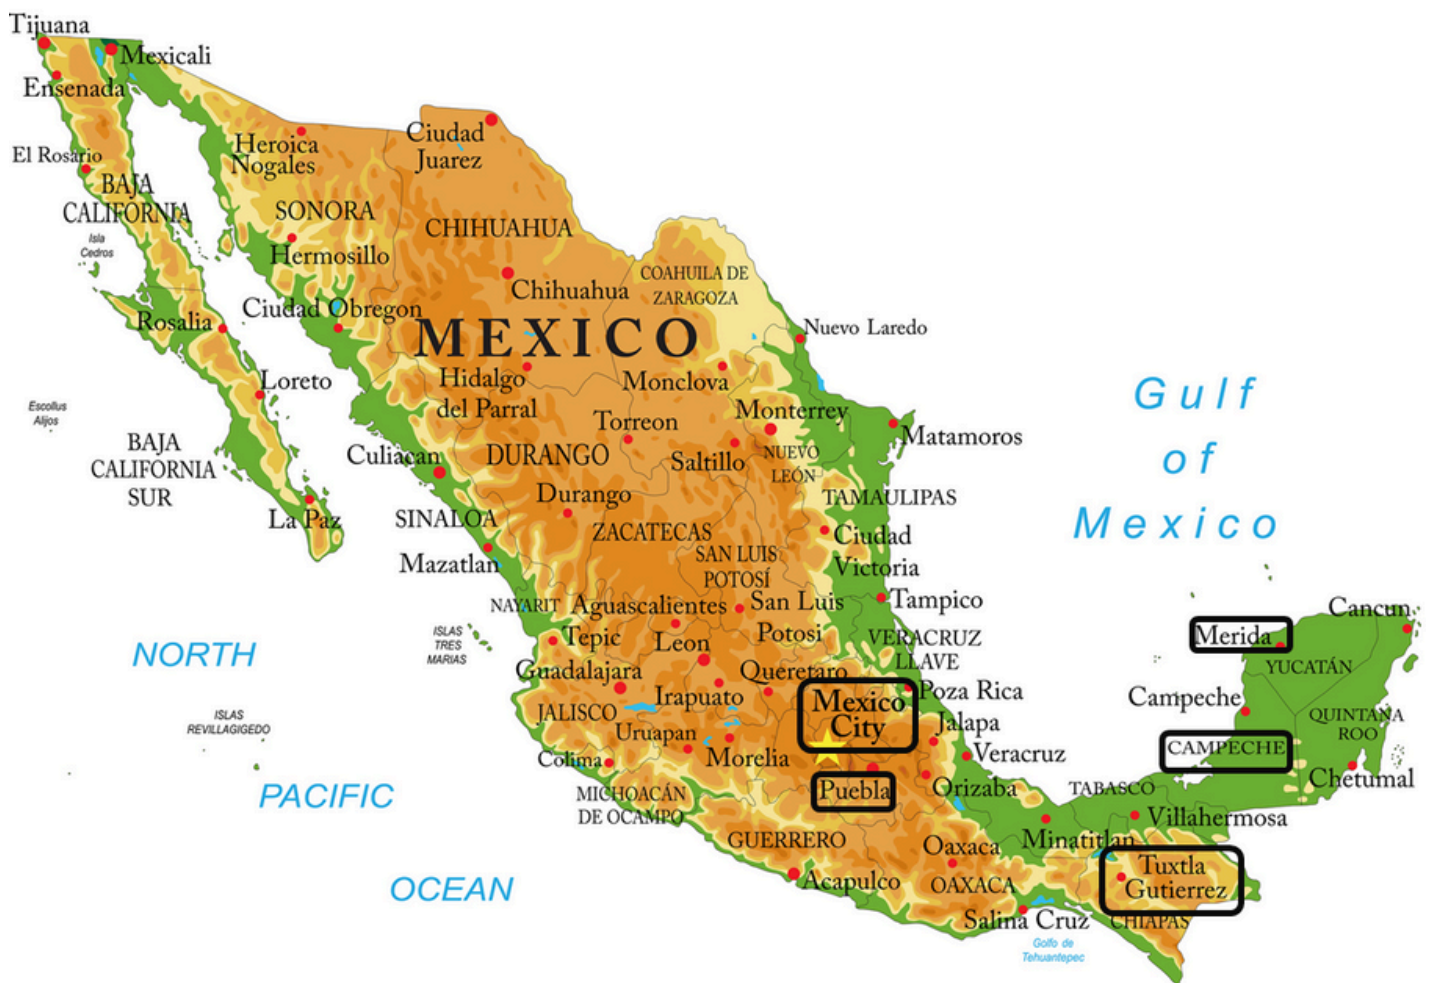 Tijuana
Mexicali
Ensenada
El Rosario
BAJA
CALIFORNIA
Isla
Cedros
Heroica
Nogales
SONORA
Hermosillo
Ciudad
Juarez
CHIHUAHUA
Chihuahua
COAHUILA DE
ZARAGOZA
Rosalia
Ciudad Obregon
MEXICO
Nuevo Laredo
Loreto
Hidalgo
del Parral
Monclova
Escollus
Alijos
BAJA
CALIFORNIA
SUR
Torreon
Monterrey
Matamoros
Culiacan
DURANGO
Saltillo
NUEVO
LEÓN
Gulf
of
Mexico
La Paz
SINALOA
Durango
ZACATECAS
TAMAULIPAS
Ciudad
Victoria
Mazatlan
SAN LUIS
POTOSÍ
NAYARIT
Aguascalientes
San Luis
Potosi
Tampico
ISLAS
TRES
MARIAS
Tepic
Leon
VERACRUZ
LLAVE
Merida
Cancun
YUCATÁN
NORTH
Guadalajara
Irapuato
Queretaro
Mexico
City
Poza Rica
Campeche
ISLAS
REVILLAGIGEDO
JALISCO
Uruapan
Jalapa
QUINTANA
ROO
Colima
Morelia
Veracruz
CAMPECHE
Chetumal
PACIFIC
MICHOACÁN
DE OCAMPO
Puebla
Orizaba
TABASCO
Villahermosa
GUERRERO
Oaxaca
Minatitlan
OCEAN
Acapulco
OAXACA
Tuxtla
Gutierrez
Salina Cruz
CHIAPAS
Golfo de
Tehuantepec